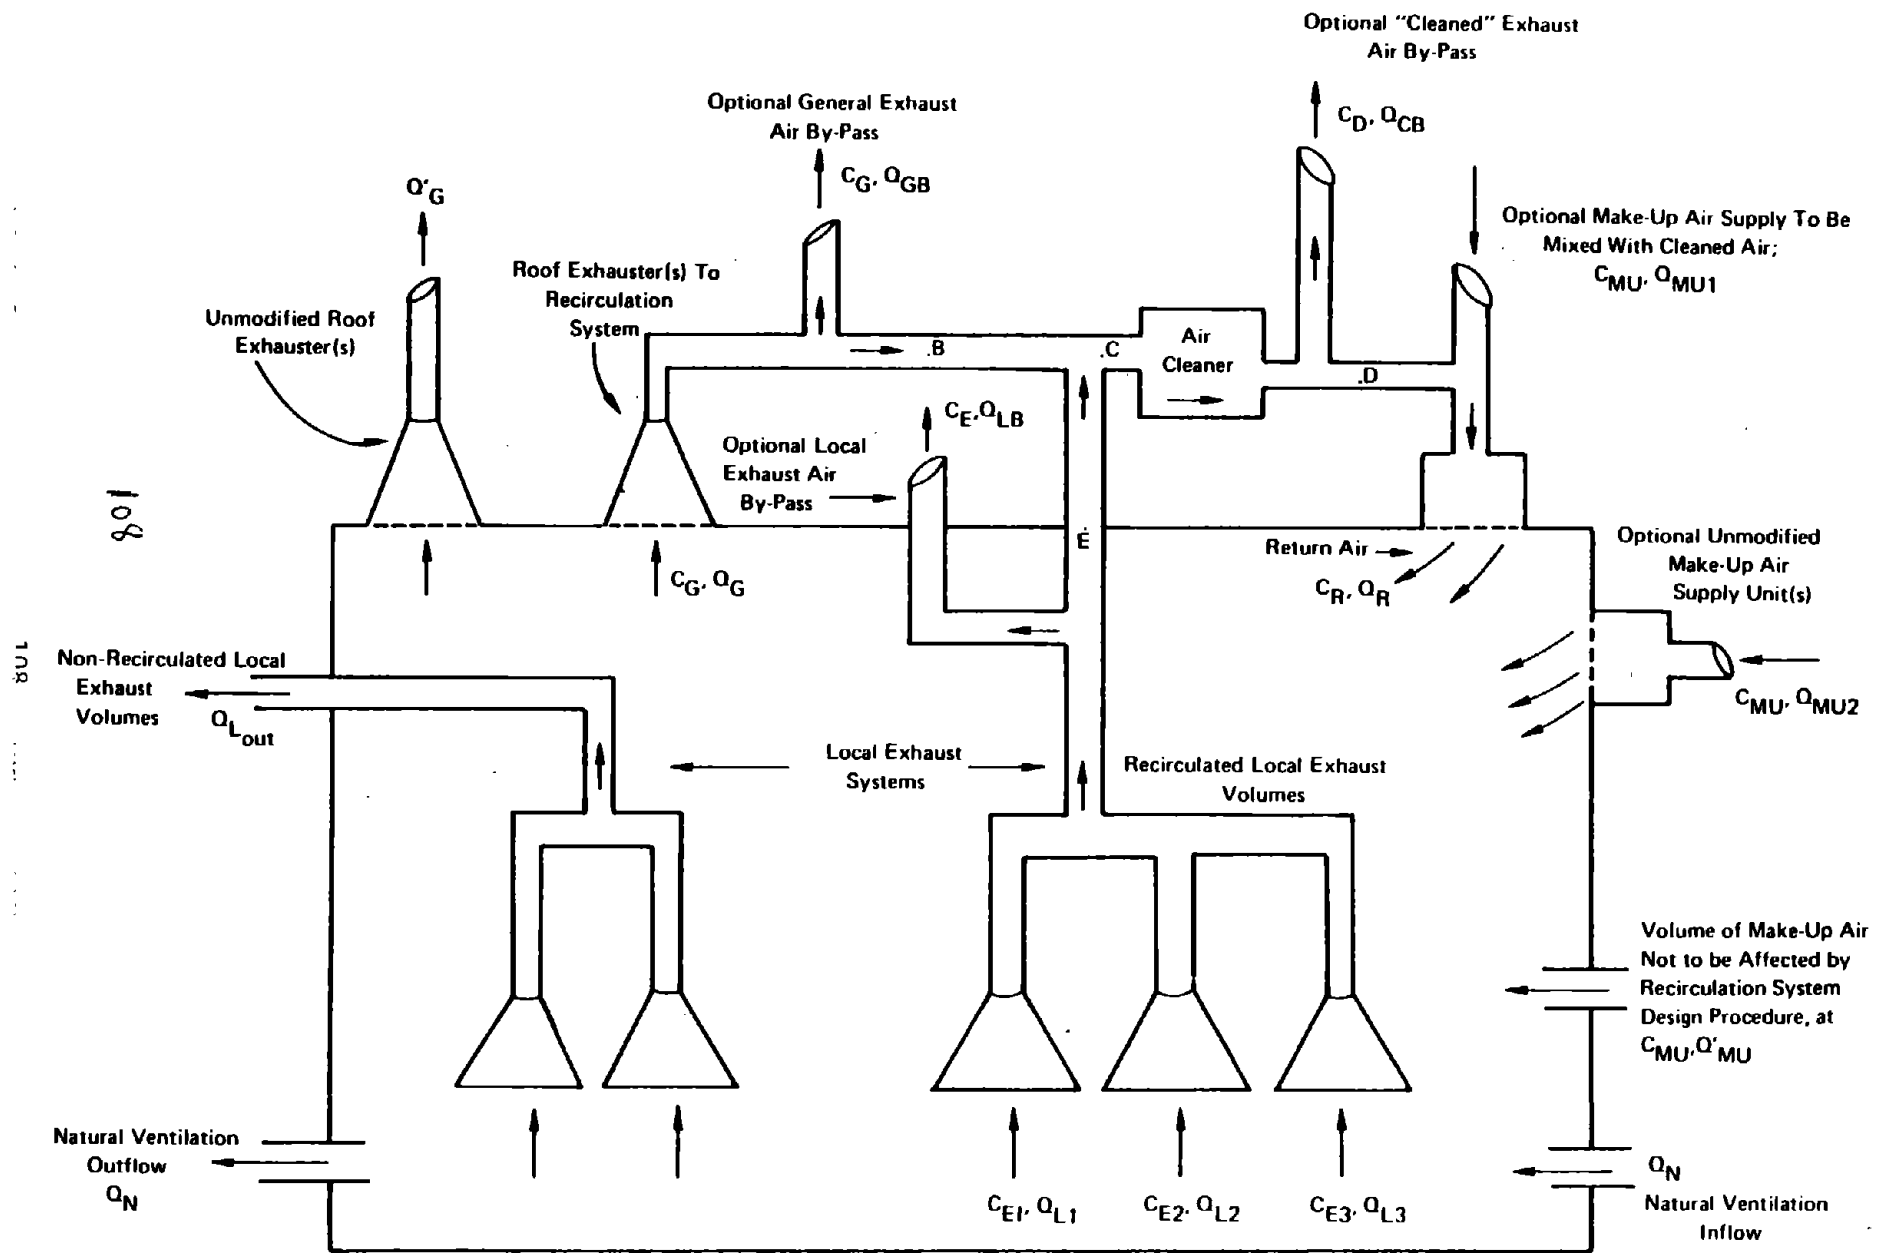 Optional "Cleaned" Exhaust
Air By-Pass
C_D, Q_CB
Optional General Exhaust
Air By-Pass
C_G, Q_GB
Q'_G
Optional Make-Up Air Supply To Be
Mixed With Cleaned Air;
C_MU, Q_MU1
Roof Exhauster(s) To
Recirculation
System
Unmodified Roof
Exhauster(s)
.B
.C
Air
Cleaner
.D
C_E, Q_LB
Optional Local
Exhaust Air
By-Pass
108
E
Return Air
C_R, Q_R
Optional Unmodified
Make-Up Air
Supply Unit(s)
C_G, Q_G
108
Non-Recirculated Local
Exhaust
Volumes
Q_Lout
C_MU, Q_MU2
Local Exhaust
Systems
Recirculated Local Exhaust
Volumes
Volume of Make-Up Air
Not to be Affected by
Recirculation System
Design Procedure, at
C_MU, Q'_MU
Natural Ventilation
Outflow
Q_N
C_E1, Q_L1
C_E2, Q_L2
C_E3, Q_L3
Q_N
Natural Ventilation
Inflow